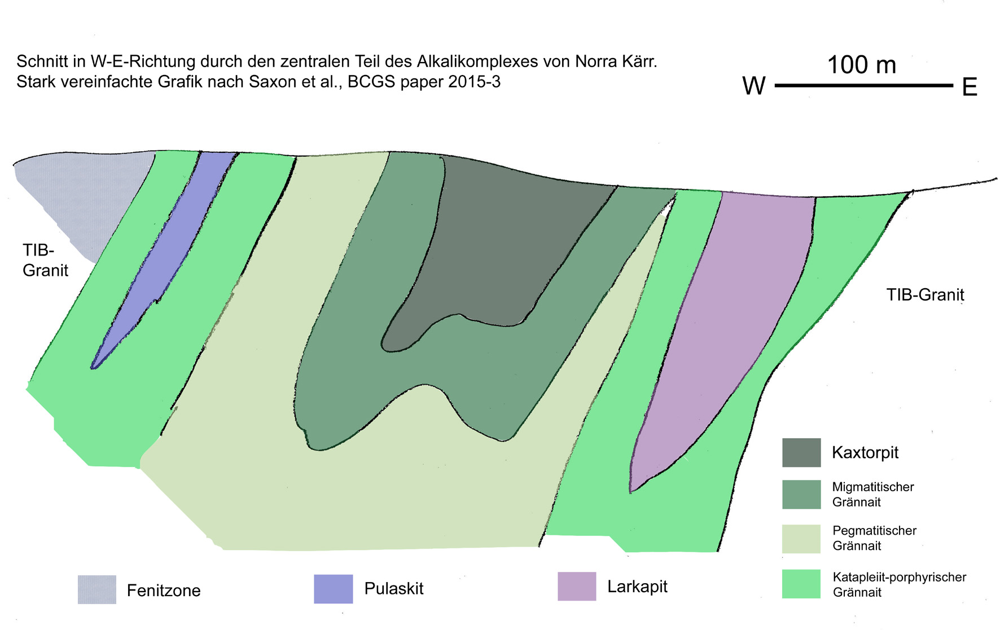 Schnitt in W-E-Richtung durch den zentralen Teil des Alkalikomplexes von Norra Kärr.
Stark vereinfachte Grafik nach Saxon et al., BCGS paper 2015-3
100 m
W
E
TIB-
Granit
TIB-Granit
Kaxtorpit
Migmatitischer
Grännait
Pegmatitischer
Grännait
Katapleiit-porphyrischer
Grännait
Fenitzone
Pulaskit
Larkapit